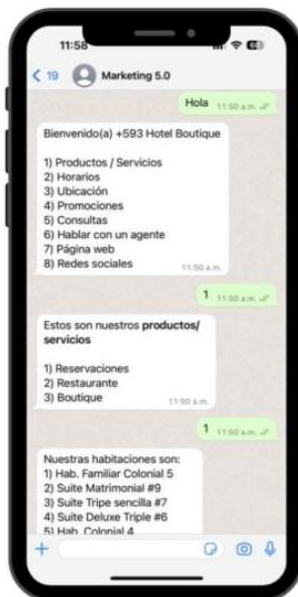 11:58
19 Marketing 5.0
Hola 11:50 a.m.
Bienvenido(a) +593 Hotel Boutique
1) Productos / Servicios
2) Horarios
3) Ubicación
4) Promociones
5) Consultas
6) Hablar con un agente
7) Página web
8) Redes sociales
11:50 a.m.
1 11:50 a.m.
Estos son nuestros productos/
servicios
1) Reservaciones
2) Restaurante
3) Boutique
11:50 a.m.
1 11:50 a.m.
Nuestras habitaciones son:
1) Hab. Familiar Colonial 5
2) Suite Matrimonial #9
3) Suite Tripe sencilla #7
4) Suite Deluxe Triple #6
5) Hab. Colonial 4